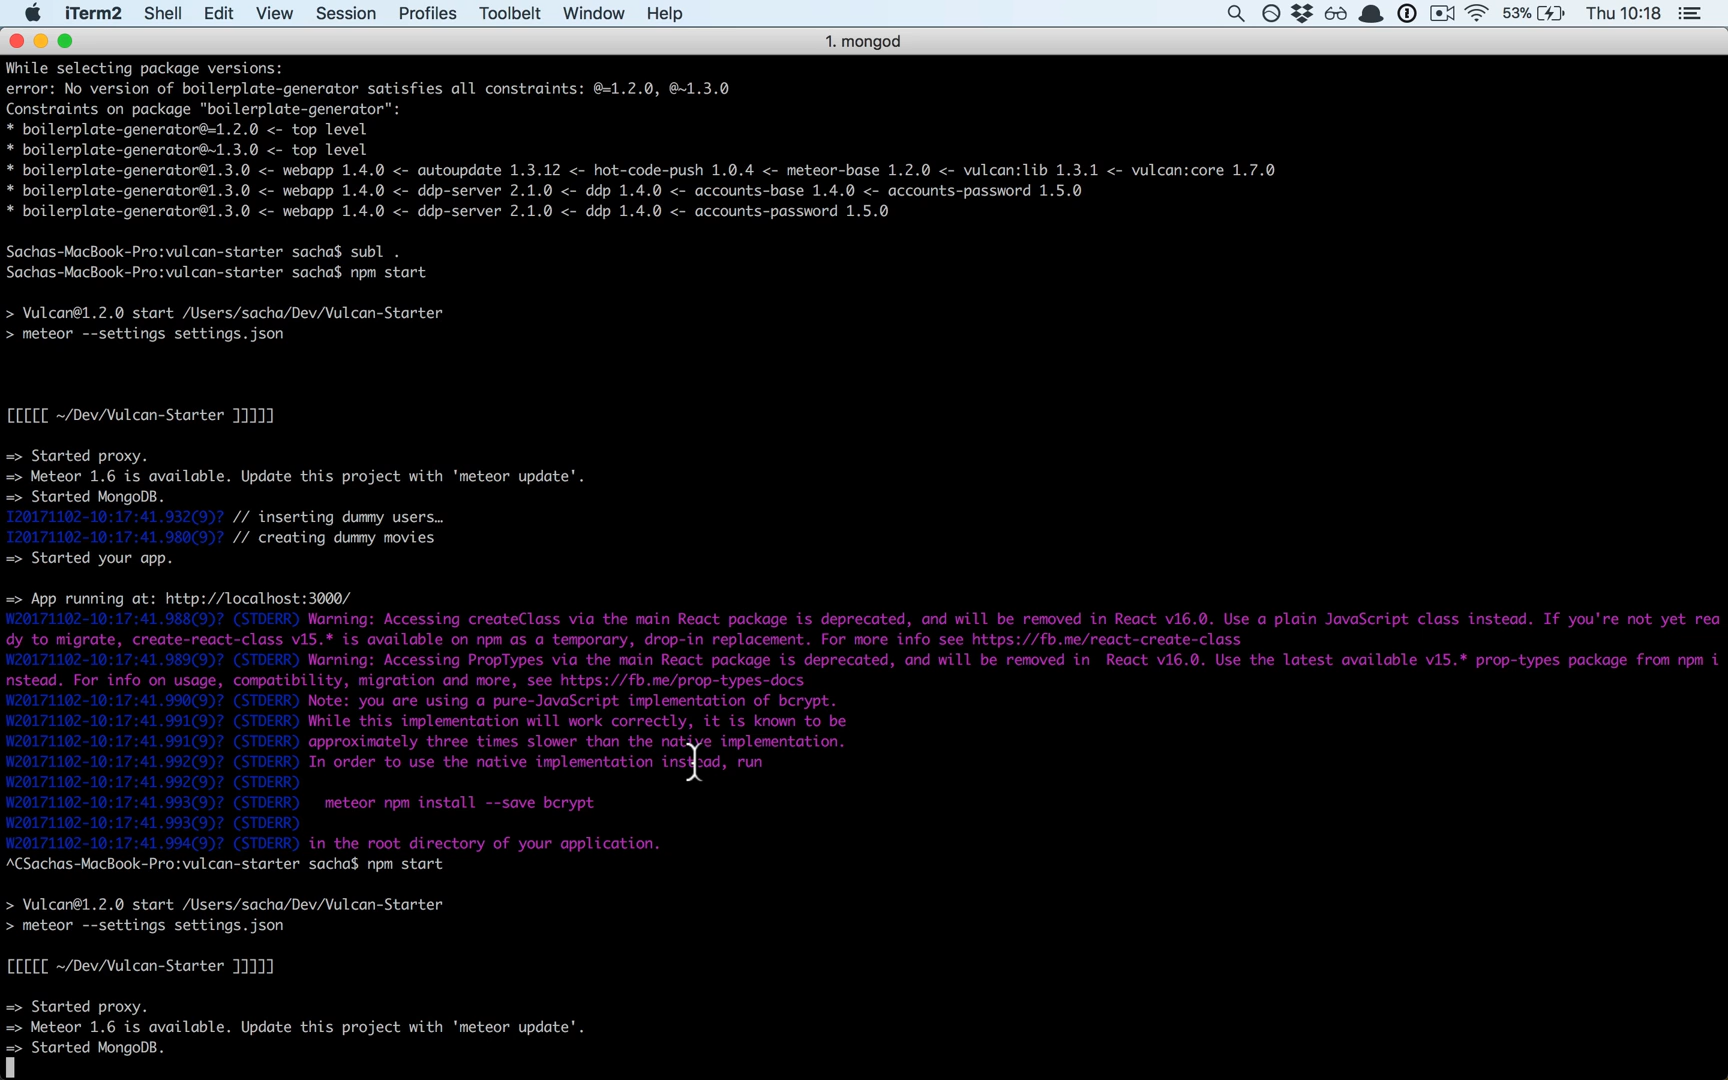 iTerm2 Shell Edit View Session Profiles Toolbelt Window Help 53% Thu 10:18
1. mongod
While selecting package versions:
error: No version of boilerplate-generator satisfies all constraints: @=1.2.0, @~1.3.0
Constraints on package "boilerplate-generator":
* boilerplate-generator@=1.2.0 <- top level
* boilerplate-generator@~1.3.0 <- top level
* boilerplate-generator@1.3.0 <- webapp 1.4.0 <- autoupdate 1.3.12 <- hot-code-push 1.0.4 <- meteor-base 1.2.0 <- vulcan:lib 1.3.1 <- vulcan:core 1.7.0
* boilerplate-generator@1.3.0 <- webapp 1.4.0 <- ddp-server 2.1.0 <- ddp 1.4.0 <- accounts-base 1.4.0 <- accounts-password 1.5.0
* boilerplate-generator@1.3.0 <- webapp 1.4.0 <- ddp-server 2.1.0 <- ddp 1.4.0 <- accounts-password 1.5.0
Sachas-MacBook-Pro:vulcan-starter sacha$ subl .
Sachas-MacBook-Pro:vulcan-starter sacha$ npm start
> Vulcan@1.2.0 start /Users/sacha/Dev/Vulcan-Starter
> meteor --settings settings.json
[[[[[ ~/Dev/Vulcan-Starter ]]]]]
=> Started proxy.
=> Meteor 1.6 is available. Update this project with 'meteor update'.
=> Started MongoDB.
I20171102-10:17:41.932(9)? // inserting dummy users…
I20171102-10:17:41.980(9)? // creating dummy movies
=> Started your app.
=> App running at: http://localhost:3000/
W20171102-10:17:41.988(9)? (STDERR) Warning: Accessing createClass via the main React package is deprecated, and will be removed in React v16.0. Use a plain JavaScript class instead. If you're not yet rea
dy to migrate, create-react-class v15.* is available on npm as a temporary, drop-in replacement. For more info see https://fb.me/react-create-class
W20171102-10:17:41.989(9)? (STDERR) Warning: Accessing PropTypes via the main React package is deprecated, and will be removed in  React v16.0. Use the latest available v15.* prop-types package from npm i
nstead. For info on usage, compatibility, migration and more, see https://fb.me/prop-types-docs
W20171102-10:17:41.990(9)? (STDERR) Note: you are using a pure-JavaScript implementation of bcrypt.
W20171102-10:17:41.991(9)? (STDERR) While this implementation will work correctly, it is known to be
W20171102-10:17:41.991(9)? (STDERR) approximately three times slower than the native implementation.
W20171102-10:17:41.992(9)? (STDERR) In order to use the native implementation instead, run
W20171102-10:17:41.992(9)? (STDERR)
W20171102-10:17:41.993(9)? (STDERR)   meteor npm install --save bcrypt
W20171102-10:17:41.993(9)? (STDERR)
W20171102-10:17:41.994(9)? (STDERR) in the root directory of your application.
^CSachas-MacBook-Pro:vulcan-starter sacha$ npm start
> Vulcan@1.2.0 start /Users/sacha/Dev/Vulcan-Starter
> meteor --settings settings.json
[[[[[ ~/Dev/Vulcan-Starter ]]]]]
=> Started proxy.
=> Meteor 1.6 is available. Update this project with 'meteor update'.
=> Started MongoDB.